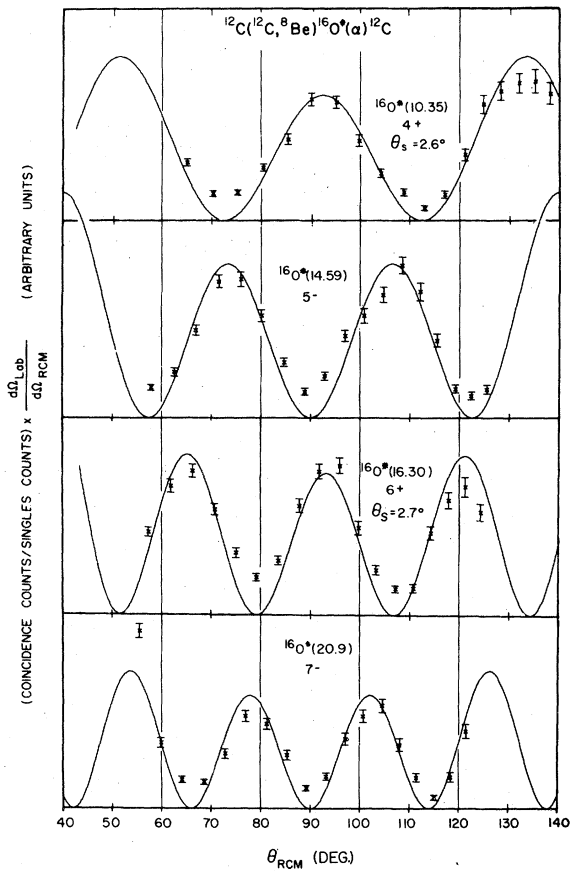 ¹²C(¹²C,⁸Be)¹⁶O*(α)¹²C
¹⁶O*(10.35)
4+
θs=2.6°
¹⁶O*(14.59)
5-
¹⁶O*(16.30)
6+
θs=2.7°
¹⁶O*(20.9)
7-
(COINCIDENCE COUNTS/SINGLES COUNTS) x dΩLab/dΩRCM (ARBITRARY UNITS)
40 50 60 70 80 90 100 110 120 130 140
θRCM (DEG.)